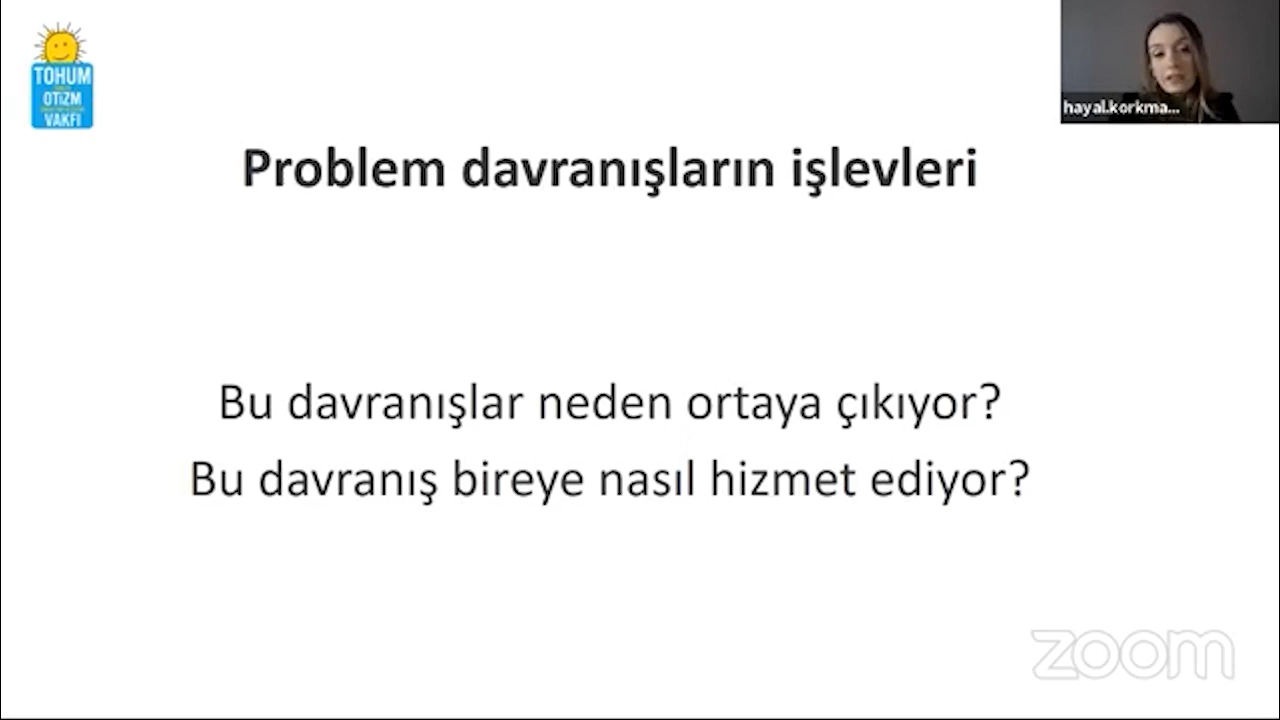 TOHUM
OTİZM
VAKFI
hayal.korkma...
Problem davranışların işlevleri
Bu davranışlar neden ortaya çıkıyor?
Bu davranış bireye nasıl hizmet ediyor?
zoom